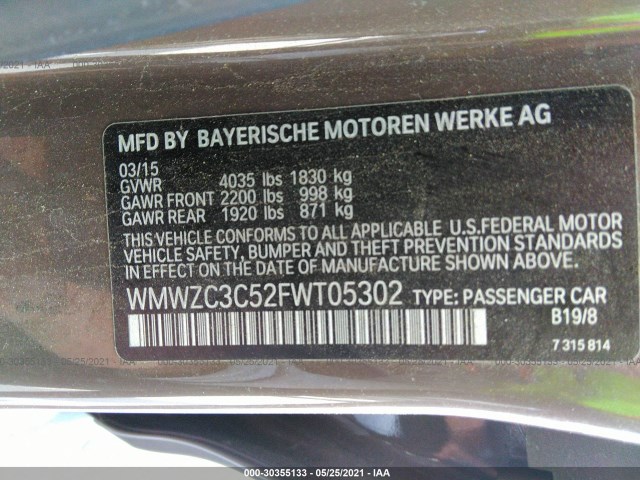 MFD BY BAYERISCHE MOTOREN WERKE AG
03/15
GVWR 4035 lbs 1830 kg
GAWR FRONT 2200 lbs 998 kg
GAWR REAR 1920 lbs 871 kg
THIS VEHICLE CONFORMS TO ALL APPLICABLE U.S.FEDERAL MOTOR
VEHICLE SAFETY, BUMPER AND THEFT PREVENTION STANDARDS
IN EFFECT ON THE DATE OF MANUFACTURE SHOWN ABOVE.
WMWZC3C52FWT05302 TYPE: PASSENGER CAR
B19/8
7 315 814
000-30355133 - 05/25/2021 - IAA